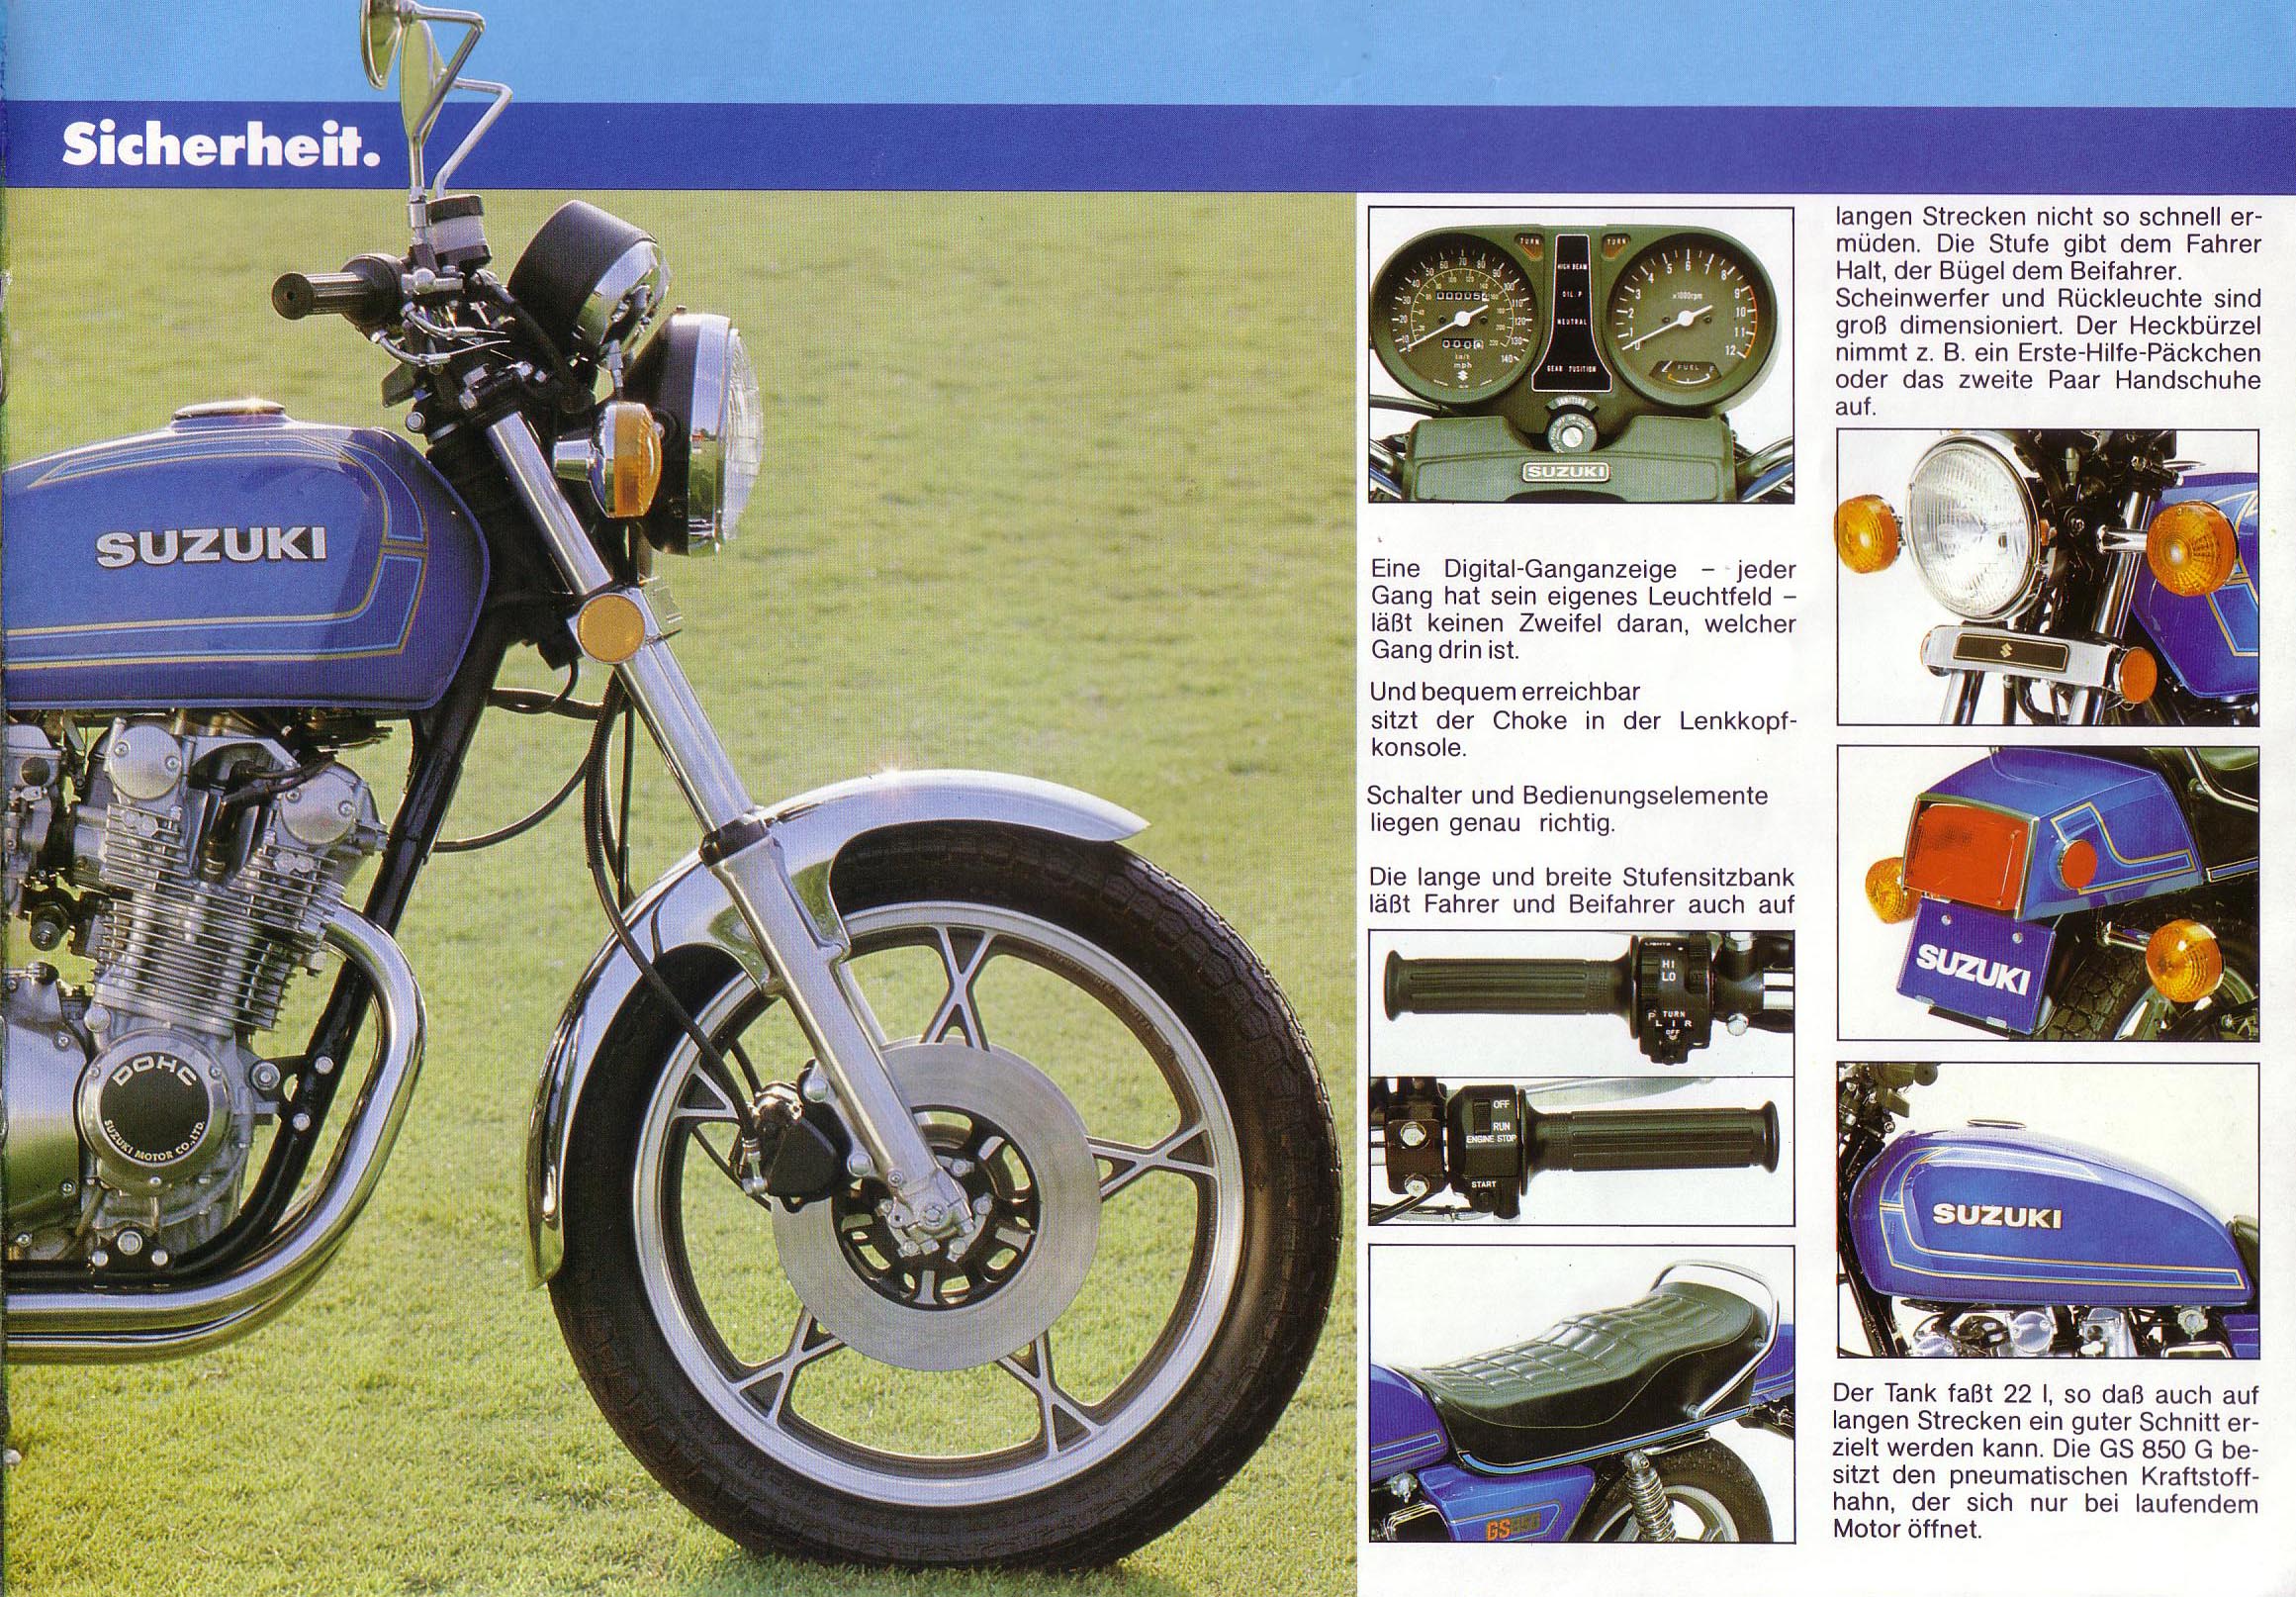 Sicherheit.
SUZUKI
DOHC
SUZUKI MOTOR CO., LTD.
TURN
TURN
HIGH BEAM
OIL. P
NEUTRAL
GEAR POSITION
km/h
mph
x1000rpm
FUEL
IGNITION
SUZUKI
Eine Digital-Ganganzeige – jeder
Gang hat sein eigenes Leuchtfeld –
läßt keinen Zweifel daran, welcher
Gang drin ist.
Und bequem erreichbar
sitzt der Choke in der Lenkkopf-
konsole.
Schalter und Bedienungselemente
liegen genau richtig.
Die lange und breite Stufensitzbank
läßt Fahrer und Beifahrer auch auf
LIGHTS
HI
LO
P TURN
L I R
OFF
OFF
RUN
ENGINE STOP
START
GS850
langen Strecken nicht so schnell er-
müden. Die Stufe gibt dem Fahrer
Halt, der Bügel dem Beifahrer.
Scheinwerfer und Rückleuchte sind
groß dimensioniert. Der Heckbürzel
nimmt z. B. ein Erste-Hilfe-Päckchen
oder das zweite Paar Handschuhe
auf.
SUZUKI
SUZUKI
Der Tank faßt 22 l, so daß auch auf
langen Strecken ein guter Schnitt er-
zielt werden kann. Die GS 850 G be-
sitzt den pneumatischen Kraftstoff-
hahn, der sich nur bei laufendem
Motor öffnet.